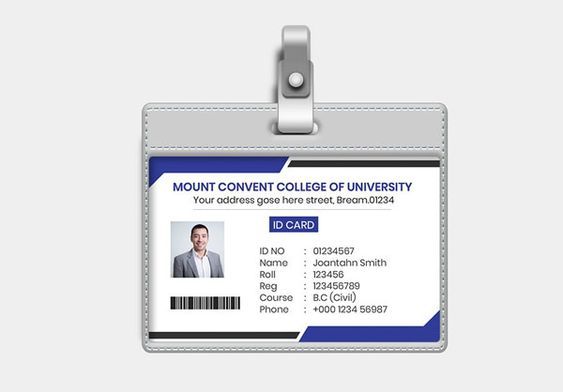 MOUNT CONVENT COLLEGE OF UNIVERSITY
Your address gose here street, Bream.01234
ID CARD
ID NO : 01234567
Name : Joantahn Smith
Roll : 123456
Reg : 123456789
Course : B.C (Civil)
Phone : +000 1234 56987